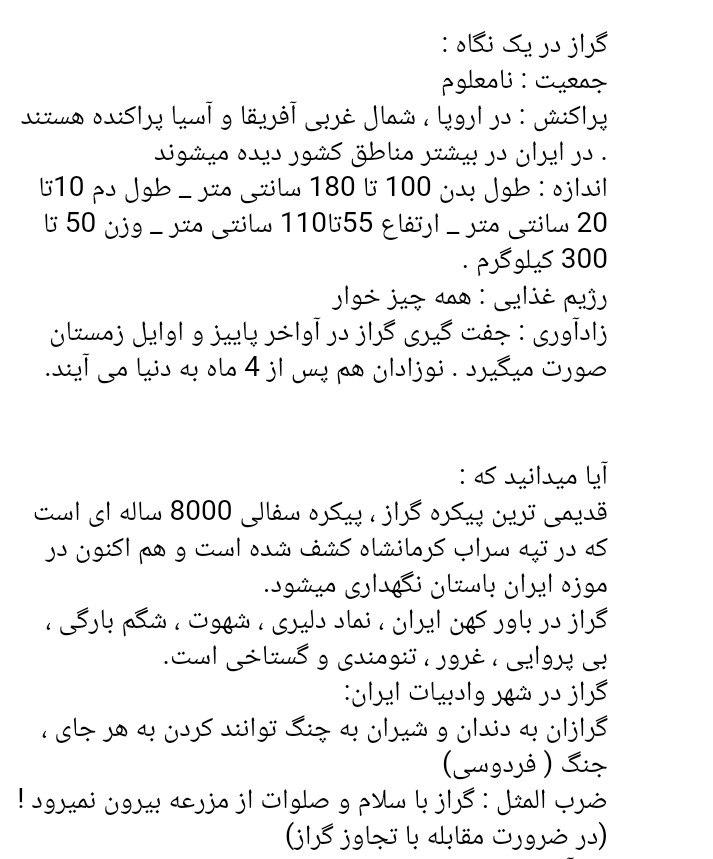 گراز در یک نگاه :
جمعیت : نامعلوم
پراکنش : در اروپا ، شمال غربی آفریقا و آسیا پراکنده هستند
. در ایران در بیشتر مناطق کشور دیده میشوند
اندازه : طول بدن 100 تا 180 سانتی متر _ طول دم 10تا
20 سانتی متر _ ارتفاع 55تا110 سانتی متر _ وزن 50 تا
300 کیلوگرم .
رژیم غذایی : همه چیز خوار
زادآوری : جفت گیری گراز در آواخر پاییز و اوایل زمستان
صورت میگیرد . نوزادان هم پس از 4 ماه به دنیا می آیند.
آیا میدانید که :
قدیمی ترین پیکره گراز ، پیکره سفالی 8000 ساله ای است
که در تپه سراب کرمانشاه کشف شده است و هم اکنون در
موزه ایران باستان نگهداری میشود.
گراز در باور کهن ایران ، نماد دلیری ، شهوت ، شگم بارگی ،
بی پروایی ، غرور ، تنومندی و گستاخی است.
گراز در شهر وادبیات ایران:
گرازان به دندان و شیران به چنگ توانند کردن به هر جای ،
جنگ ( فردوسی)
ضرب المثل : گراز با سلام و صلوات از مزرعه بیرون نمیرود !
(در ضرورت مقابله با تجاوز گراز)